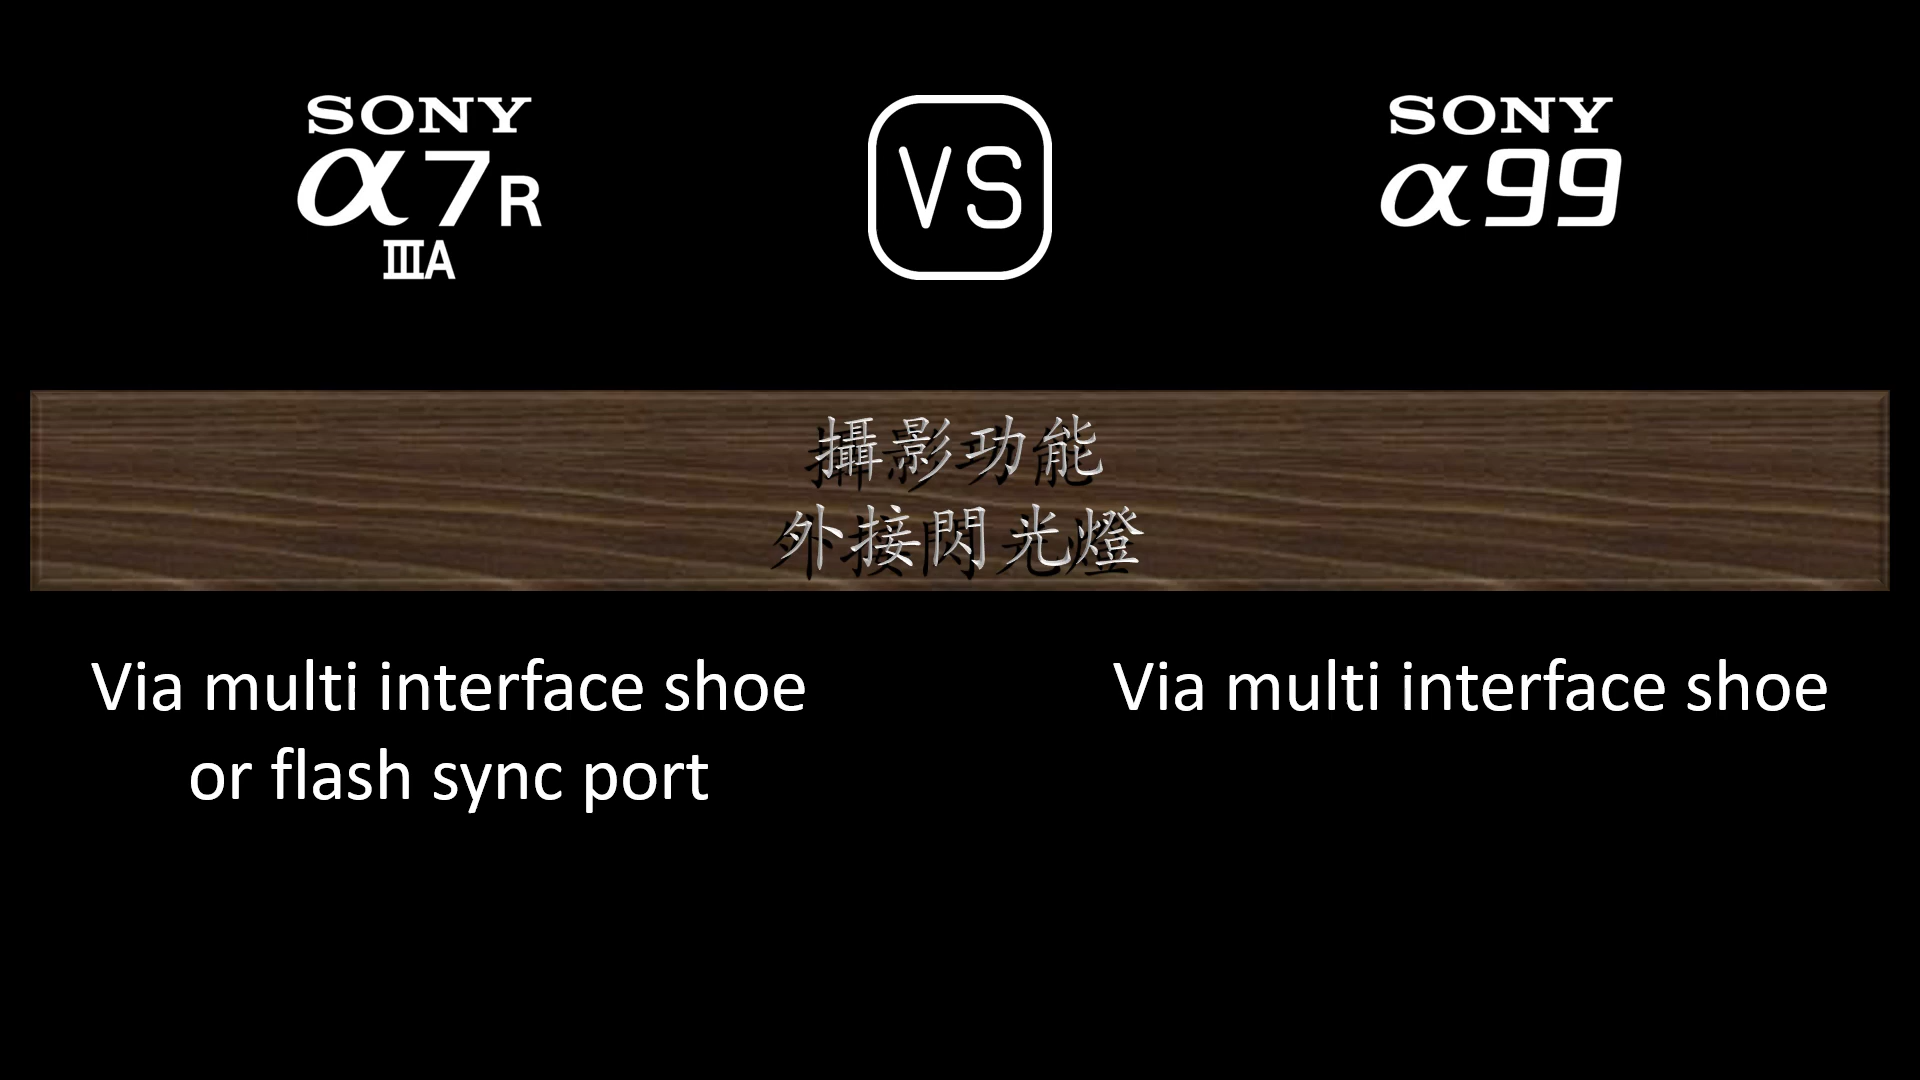 SONY
α7R
IIIA
VS
SONY
α99
攝影功能
外接閃光燈
Via multi interface shoe
or flash sync port
Via multi interface shoe